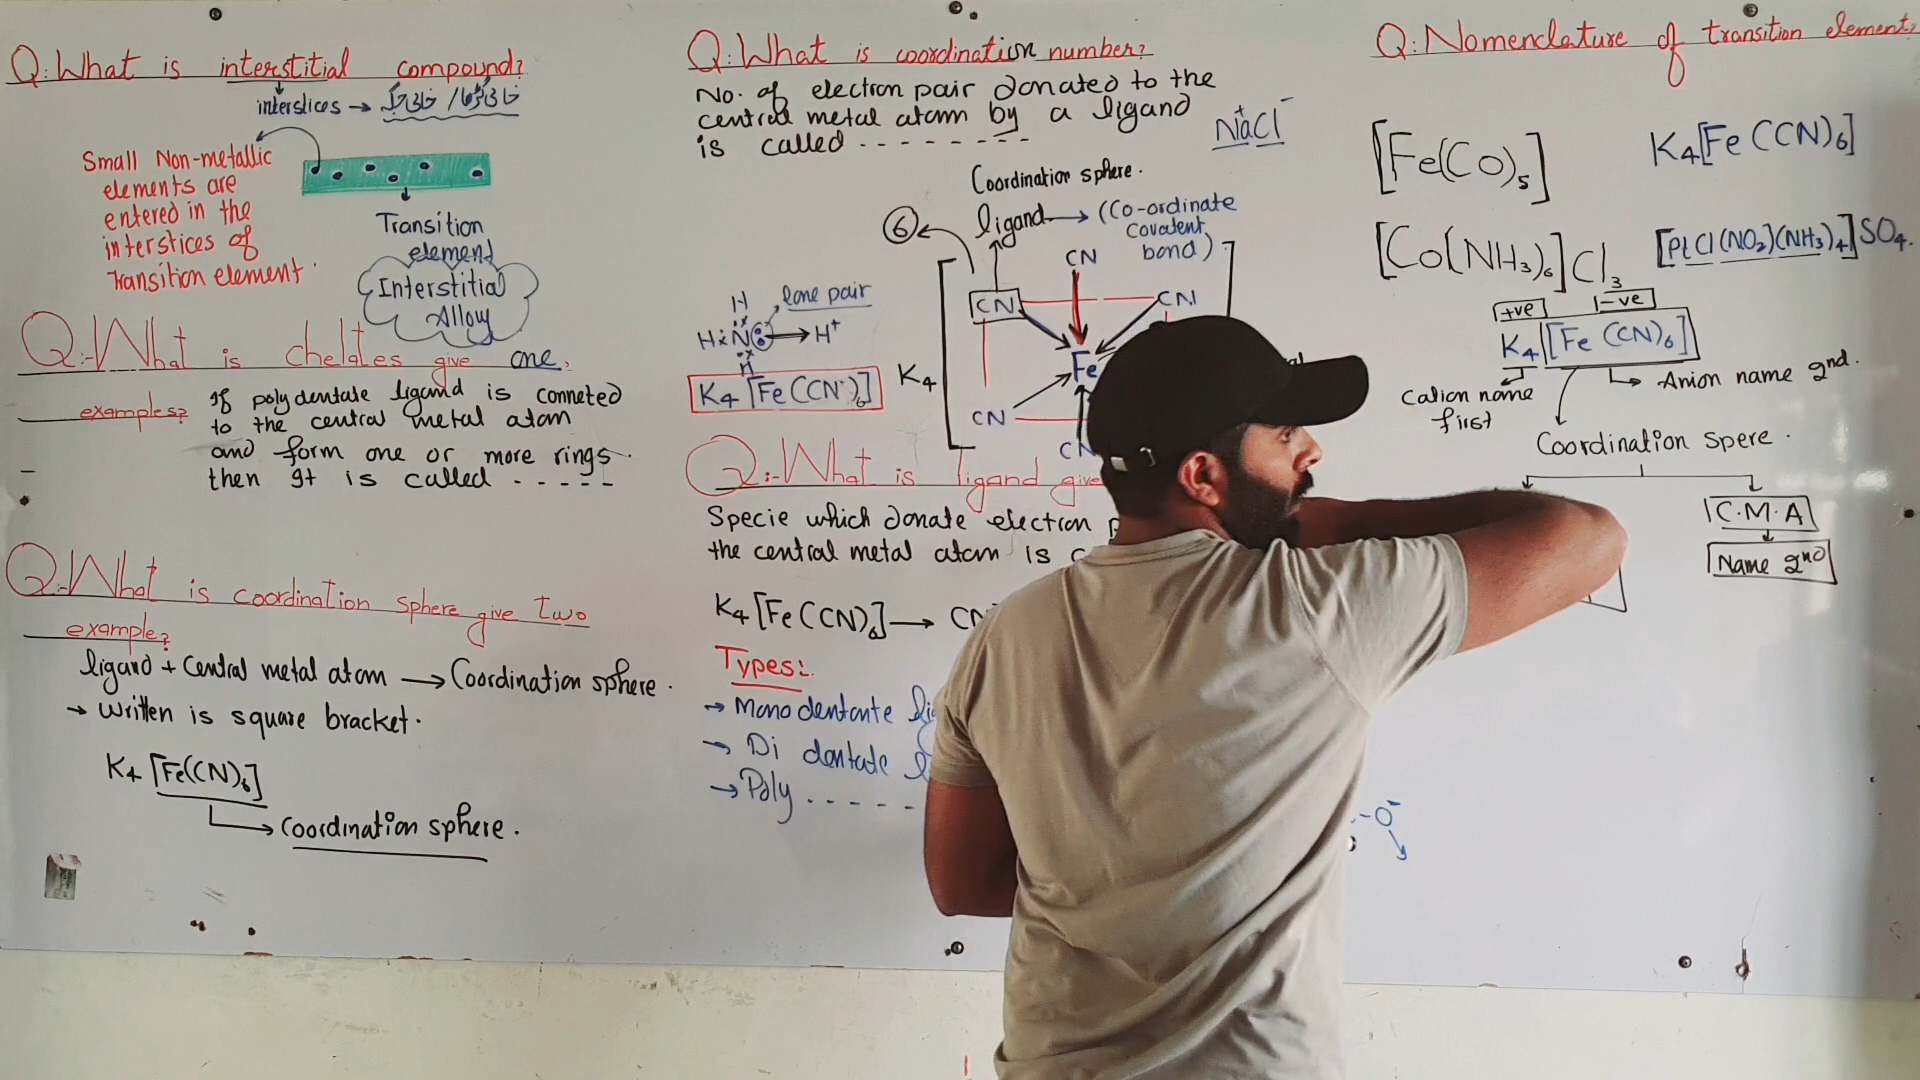 Q:What is interstitial compound?
interslices → خالی گڑھا / خالی جگہ
Small Non-metallic
elements are
entered in the
interstices of
transition element.
Transition
element
Interstitial
Alloy
Q:-What is chelates give one,
examples?
If polydentate ligand is conneted
to the central metal atom
and form one or more rings.
then It is called - - - - -
Q:What is coordination sphere give two
example?
ligand + Central metal atom → Coordination sphere.
→ written is square bracket.
K4 [Fe(CN)6]
Coordination sphere.
Q:What is coordination number?
No. of electron pair donated to the
central metal atom by a ligand
is called - - - - - - - -
Na+Cl-
Coordination sphere.
6
ligand → (Co-ordinate
covalent
bond)
CN
CN
CN
Fe
K4
CN
H
lone pair
H N → H+
H
K4 [Fe(CN)6]
Q:-What is ligand give
Specie which donate electron
the central metal atom is
K4 [Fe(CN)6] → CN
Types:
→ Monodentante
→ Di dentate
→ Poly - - - - -
-O-
Q:Nomenclature of transition element
[Fe(Co)5]
K4[Fe(CN)6]
[Co(NH3)6]Cl3
[PtCl(NO2)(NH3)4]SO4.
+ve
-ve
K4 [Fe(CN)6]
Cation name
first
Anion name 2nd.
Coordination Spere.
C.M.A
Name 2nd